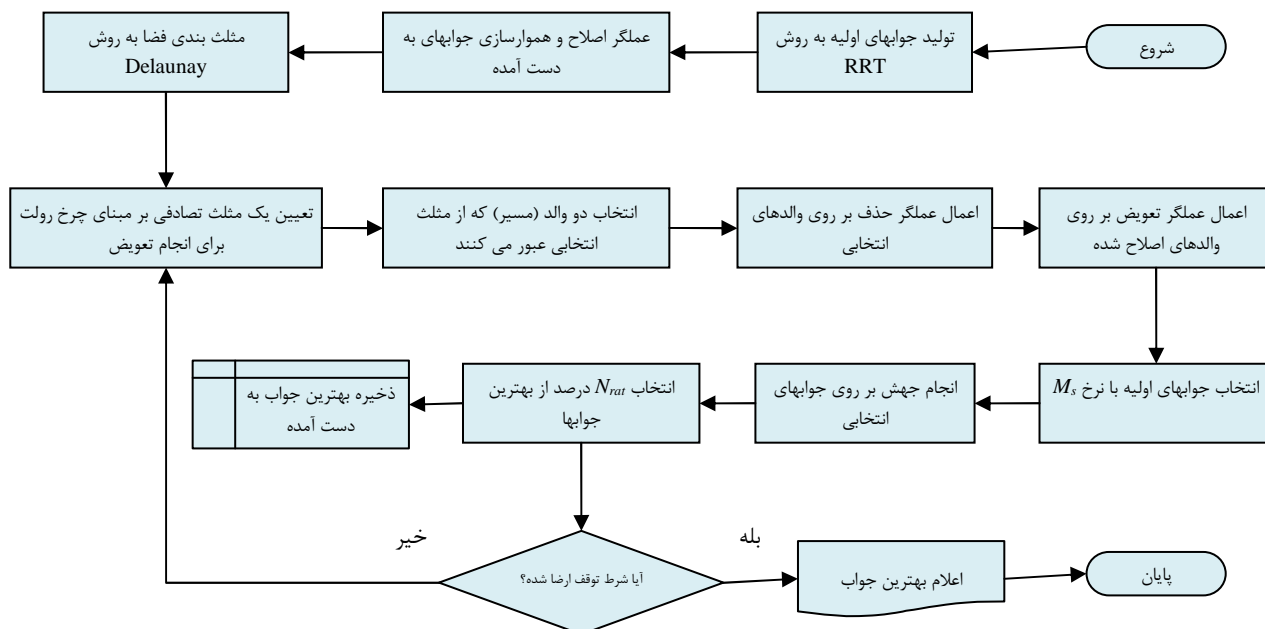 شروع
تولید جوابهای اولیه به روش
RRT
عملگر اصلاح و هموارسازی جوابهای به
دست آمده
مثلث بندی فضا به روش
Delaunay
تعیین یک مثلث تصادفی بر مبنای چرخ رولت
برای انجام تعویض
انتخاب دو والد (مسیر) که از مثلث
انتخابی عبور می کنند
اعمال عملگر حذف بر روی والدهای
انتخابی
اعمال عملگر تعویض بر روی
والدهای اصلاح شده
انتخاب جوابهای اولیه با نرخ Ms
انجام جهش بر روی جوابهای
انتخابی
انتخاب Nrat درصد از بهترین
جوابها
ذخیره بهترین جواب به
دست آمده
آیا شرط توقف ارضا شده؟
خیر
بله
اعلام بهترین جواب
پایان